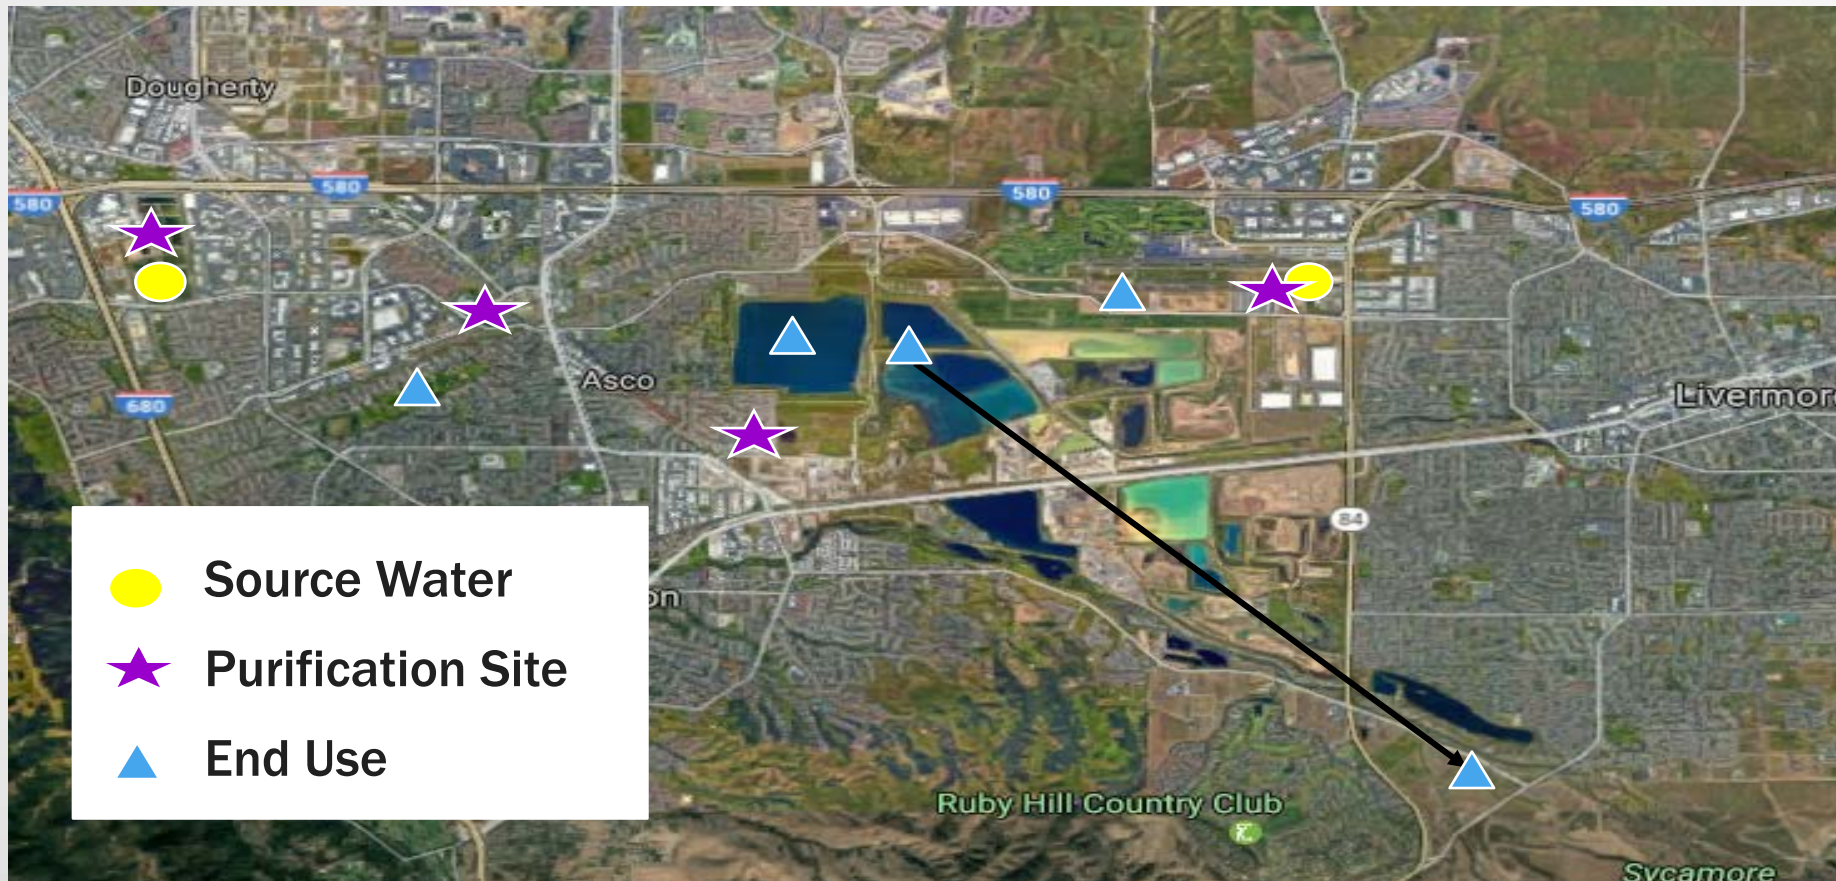 Dougherty
580
580
580
580
Asco
680
Livermor
84
on
Source Water
Purification Site
End Use
Ruby Hill Country Club
Sycamore